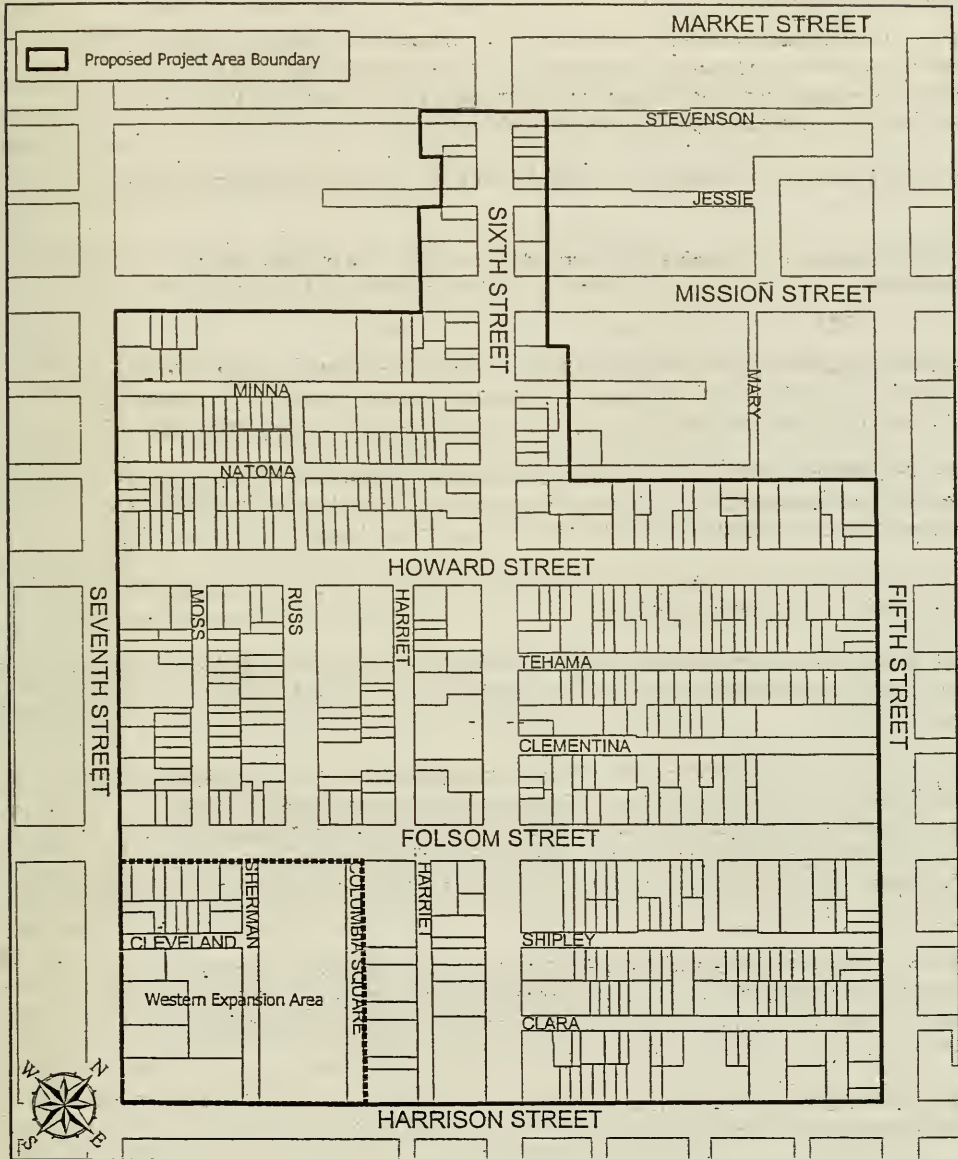 MARKET STREET
Proposed Project Area Boundary
STEVENSON
JESSIE
SIXTH STREET
MISSION STREET
MINNA
MARY
NATOMA
HOWARD STREET
SEVENTH STREET
MOSS
RUSS
HARRIET
FIFTH STREET
TEHAMA
CLEMENTINA
FOLSOM STREET
SHERMAN
COLUMBIA SQUARE
HARRIET
CLEVELAND
SHIPLEY
Western Expansion Area
CLARA
W
N
S
E
HARRISON STREET